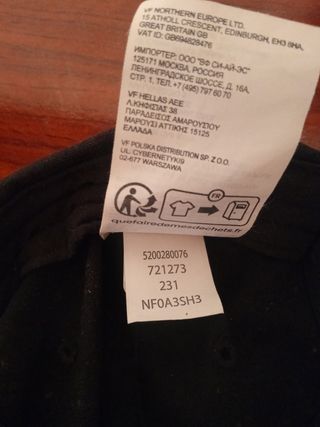 VF NORTHERN EUROPE LTD.
15 ATHOLL CRESCENT, EDINBURGH, EH3 8HA,
GREAT BRITAIN GB
VAT ID: GB694828476
ИМПОРТЕР: ООО "ВФ СИ-АЙ-ЭС"
125171 МОСКВА, РОССИЯ
ЛЕНИНГРАДСКОЕ ШОССЕ, Д. 16А,
СТР. 1. ТЕЛ.+7 (495) 797 60 70
VF HELLAS AEE
Λ.ΚΗΦΙΣΙΑΣ 38
ΠΑΡΑΔΕΙΣΟΣ ΑΜΑΡΟΥΣΙΟΥ
ΜΑΡΟΥΣΙ ΑΤΤΙΚΗΣ 15125
ΕΛΛΑΔΑ
VF POLSKA DISTRIBUTION SP. Z O.O.
UL. CYBERNETYKI9
02-677 WARSZAWA
FR
quefairedemesdechets.fr
5200280076
721273
231
NF0A3SH3